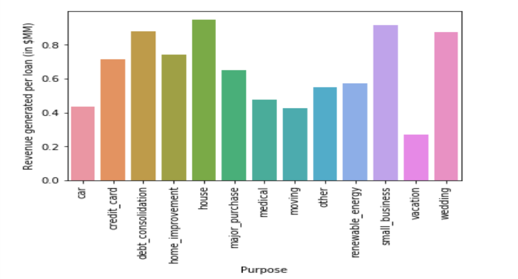 Revenue generated per loan (in $MM)
0.8
0.6
0.4
0.2
0.0
car
credit_card
debt_consolidation
home_improvement
house
major_purchase
medical
moving
other
renewable_energy
small_business
vacation
wedding
Purpose